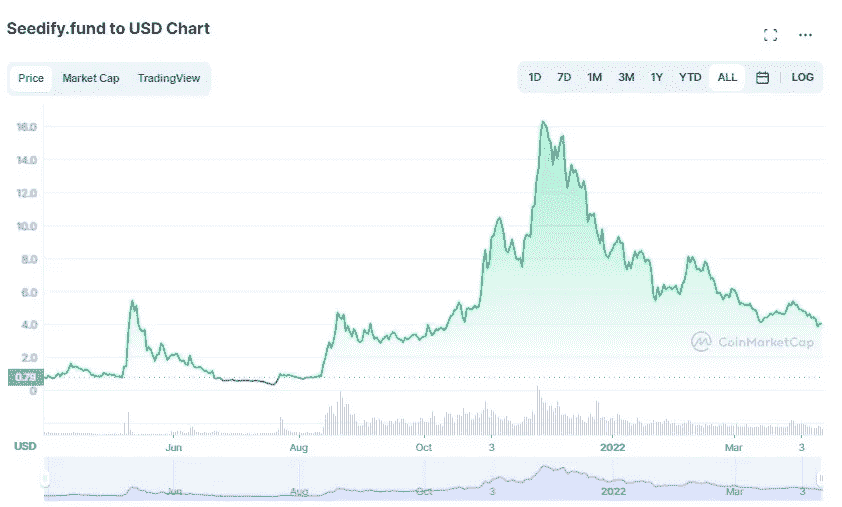 Seedify.fund to USD Chart
Price Market Cap TradingView 1D 7D 1M 3M 1Y YTD ALL LOG
16.0
14.0
12.0
10.0
8.0
6.0
4.0
CoinMarketCap
2.0
0.79
0
USD Jun Aug Oct 3 2022 Mar 3
Jun Aug Oct 3 2022 Mar 3